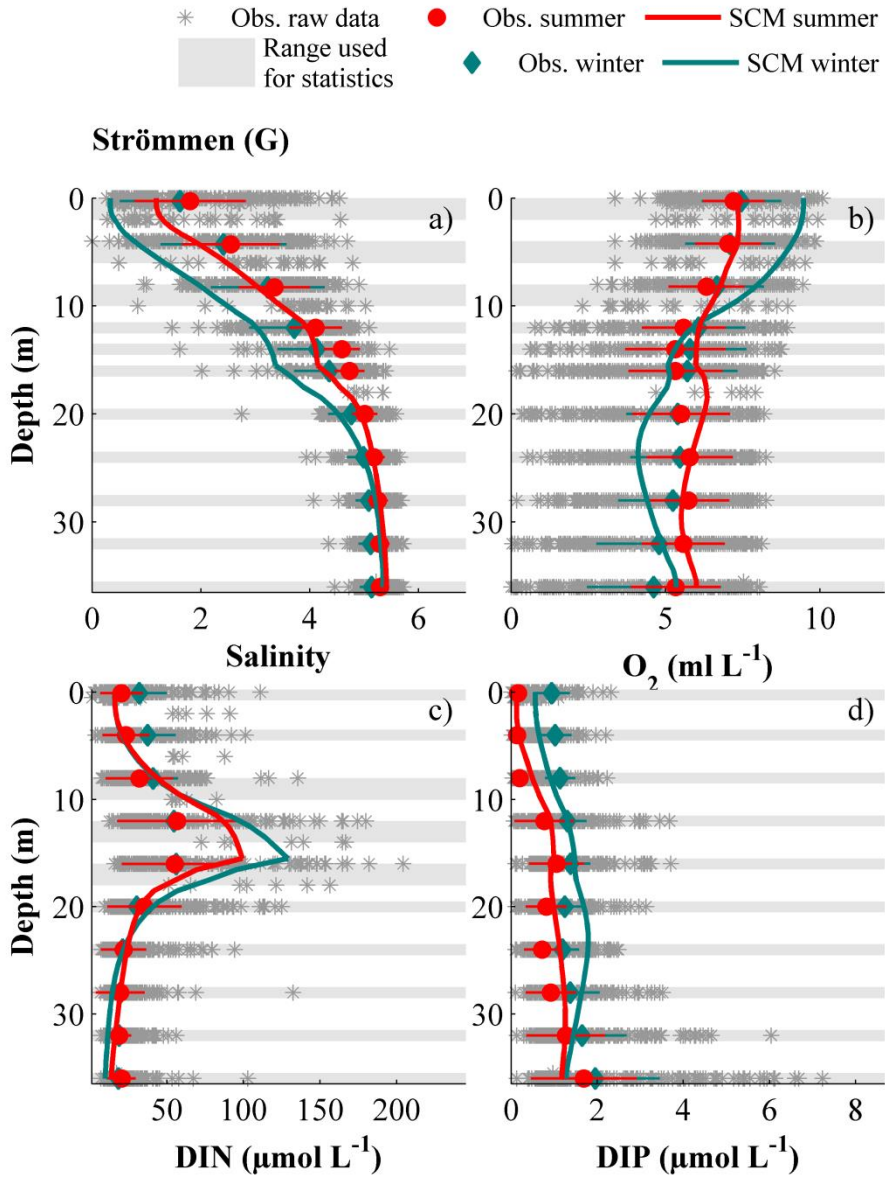 Obs. raw data
Obs. summer
SCM summer
Range used
for statistics
Obs. winter
SCM winter
Strömmen (G)
0
10
20
30
Depth (m)
a)
0
2
4
6
Salinity
0
10
20
30
b)
0
5
10
O₂ (ml L⁻¹)
0
10
20
30
Depth (m)
c)
50
100
150
200
DIN (µmol L⁻¹)
0
10
20
30
d)
0
2
4
6
8
DIP (µmol L⁻¹)